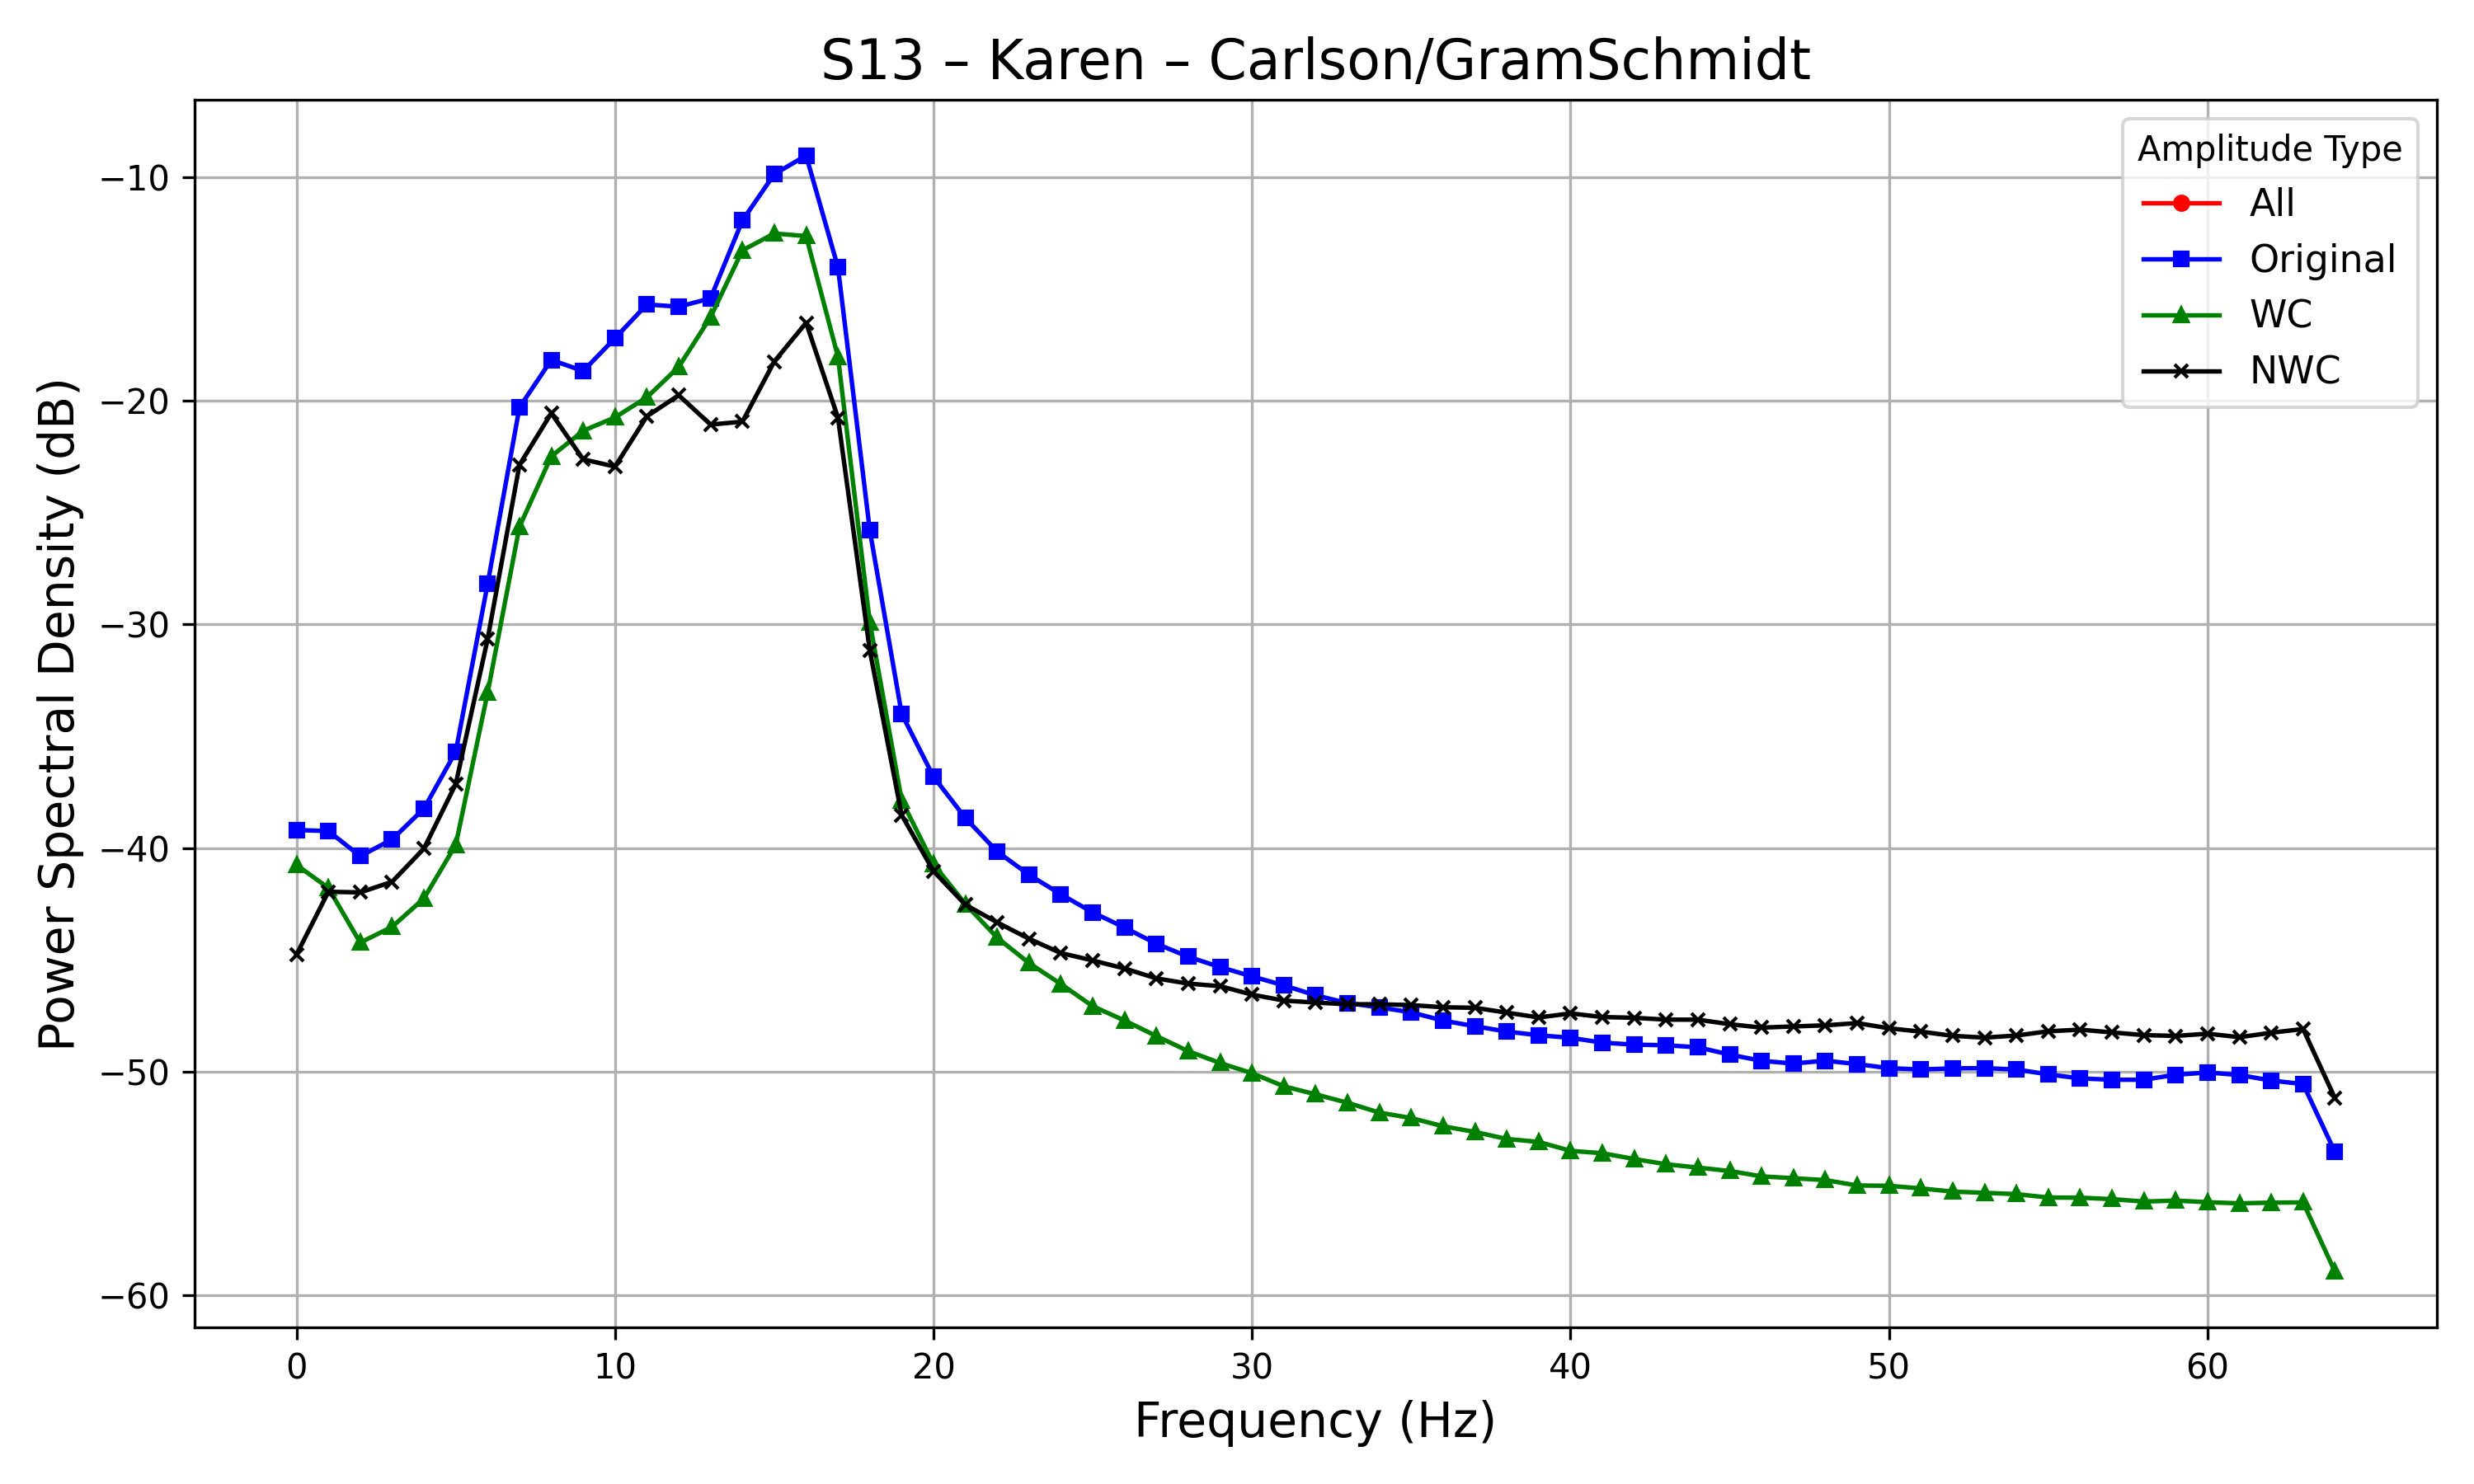 S13 – Karen – Carlson/GramSchmidt
Amplitude Type
All
Original
WC
NWC
Power Spectral Density (dB)
−10
−20
−30
−40
−50
−60
0 10 20 30 40 50 60
Frequency (Hz)